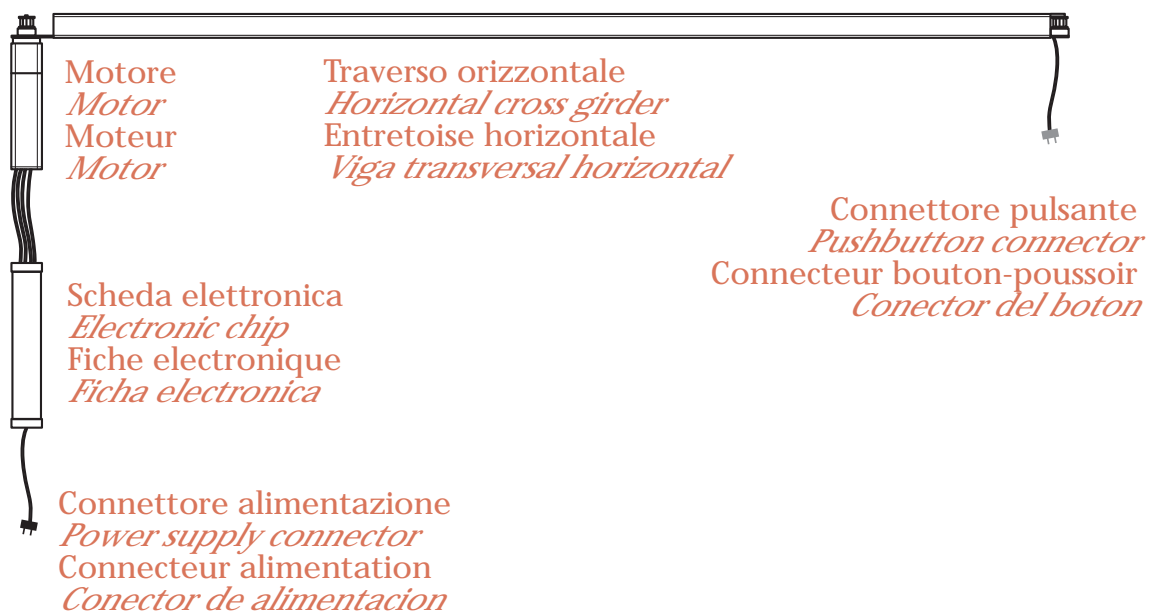 Motore
Motor
Moteur
Motor
Traverso orizzontale
Horizontal cross girder
Entretoise horizontale
Viga transversal horizontal
Connettore pulsante
Pushbutton connector
Connecteur bouton-poussoir
Conector del boton
Scheda elettronica
Electronic chip
Fiche electronique
Ficha electronica
Connettore alimentazione
Power supply connector
Connecteur alimentation
Conector de alimentacion